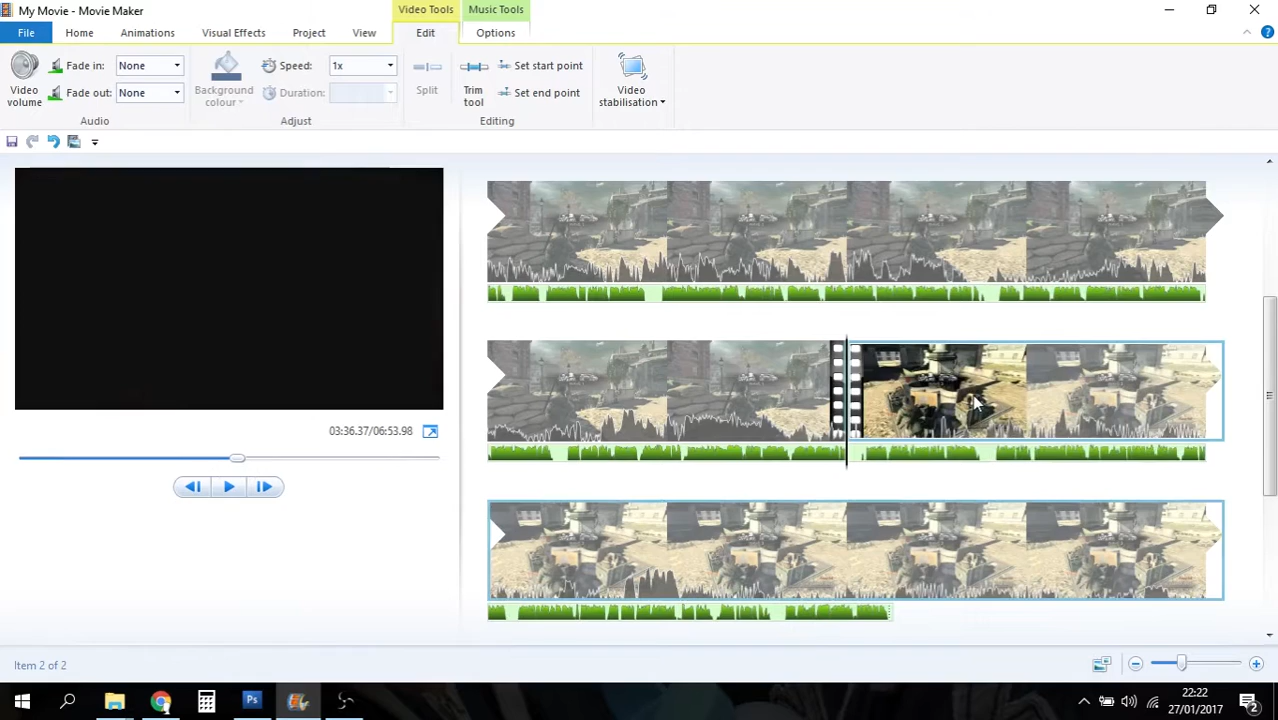 My Movie - Movie Maker
Video Tools
Music Tools
File
Home
Animations
Visual Effects
Project
View
Edit
Options
Video volume
Fade in: None
Fade out: None
Audio
Background colour
Speed: 1x
Duration:
Adjust
Split
Trim tool
Set start point
Set end point
Editing
Video stabilisation
03:36.37/06:53.98
Item 2 of 2
Ps
22:22
27/01/2017
2